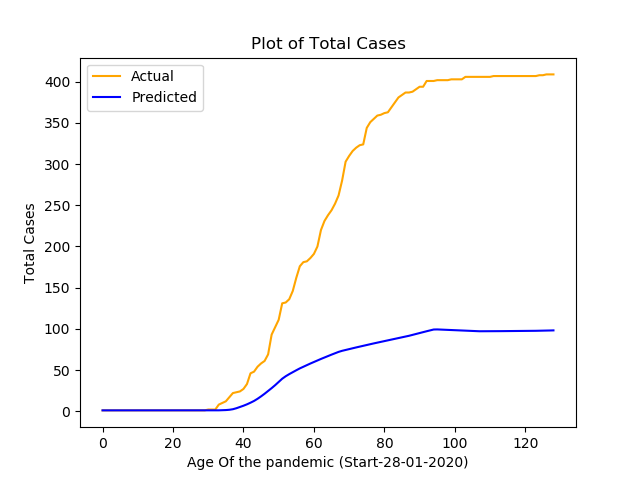 Plot of Total Cases
Actual
Predicted
Total Cases
400
350
300
250
200
150
100
50
0
0 20 40 60 80 100 120
Age Of the pandemic (Start-28-01-2020)